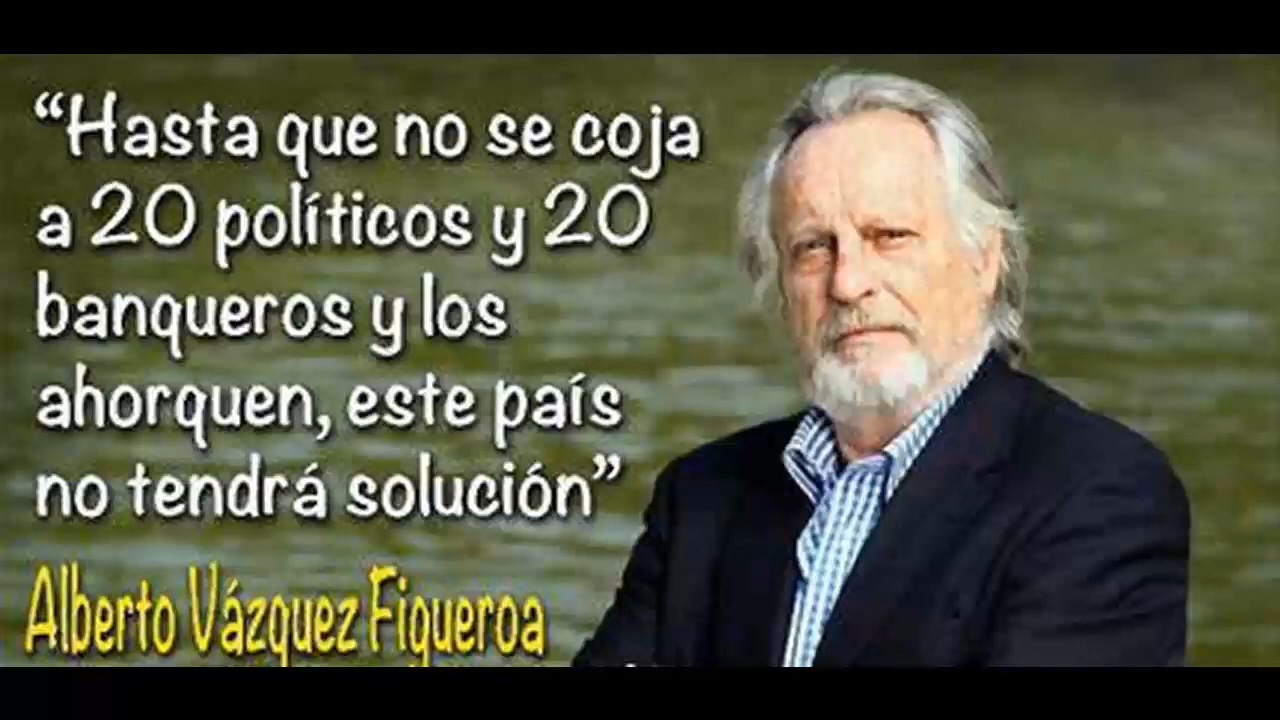 “Hasta que no se coja
a 20 políticos y 20
banqueros y los
ahorquen, este país
no tendrá solución”
Alberto Vázquez Figueroa